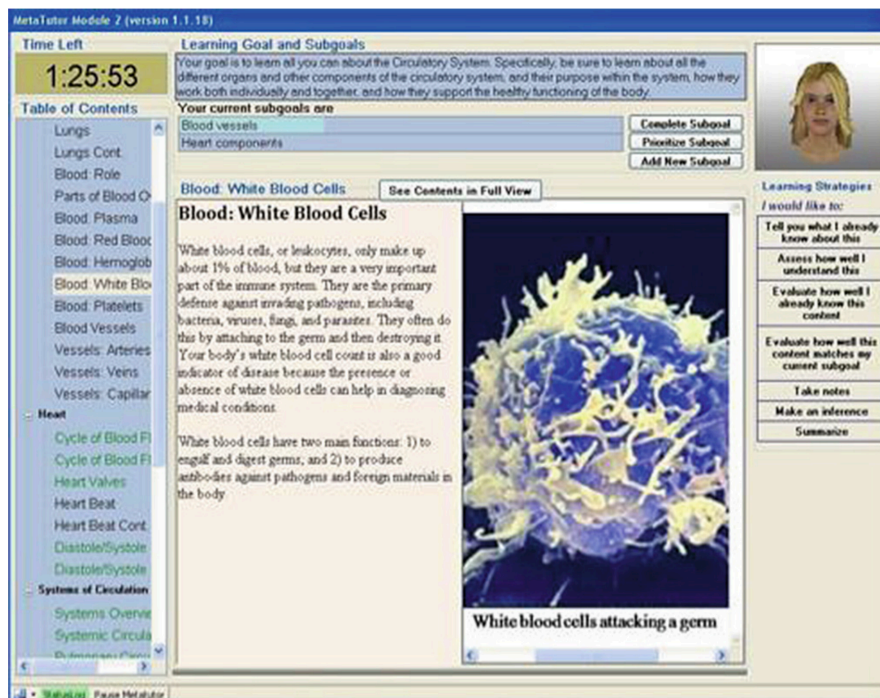 MetaTutor Module 2 (version 1.1.18)
Time Left
1:25:53
Table of Contents
Lungs
Lungs Cont.
Blood: Role
Parts of Blood O
Blood: Plasma
Blood: Red Blood
Blood: Hemoglob
Blood: White Bloo
Blood: Platelets
Blood Vessels
Vessels: Arteries
Vessels: Veins
Vessels: Capillar
Heart
Cycle of Blood Fl
Cycle of Blood Fl
Heart Valves
Heart Beat
Heart Beat Cont.
Diastole/Systole
Diastole/Systole
Systems of Circulation
Systems Overvie
Systemic Circula
Pulmonary Circu
Learning Goal and Subgoals
Your goal is to learn all you can about the Circulatory System. Specifically, be sure to learn about all the
different organs and other components of the circulatory system, and their purpose within the system, how they
work both individually and together, and how they support the healthy functioning of the body.
Your current subgoals are
Blood vessels
Heart components
Complete Subgoal
Prioritize Subgoal
Add New Subgoal
Blood: White Blood Cells
See Contents in Full View
Blood: White Blood Cells
White blood cells, or leukocytes, only make up
about 1% of blood, but they are a very important
part of the immune system. They are the primary
defense against invading pathogens, including
bacteria, viruses, fungi, and parasites. They often do
this by attaching to the germ and then destroying it.
Your body's white blood cell count is also a good
indicator of disease because the presence or
absence of white blood cells can help in diagnosing
medical conditions.
White blood cells have two main functions: 1) to
engulf and digest germs; and 2) to produce
antibodies against pathogens and foreign materials in
the body.
White blood cells attacking a germ
Learning Strategies
I would like to:
Tell you what I already
know about this
Assess how well I
understand this
Evaluate how well I
already know this
content
Evaluate how well this
content matches my
current subgoal
Take notes
Make an inference
Summarize
Pause Metatutor